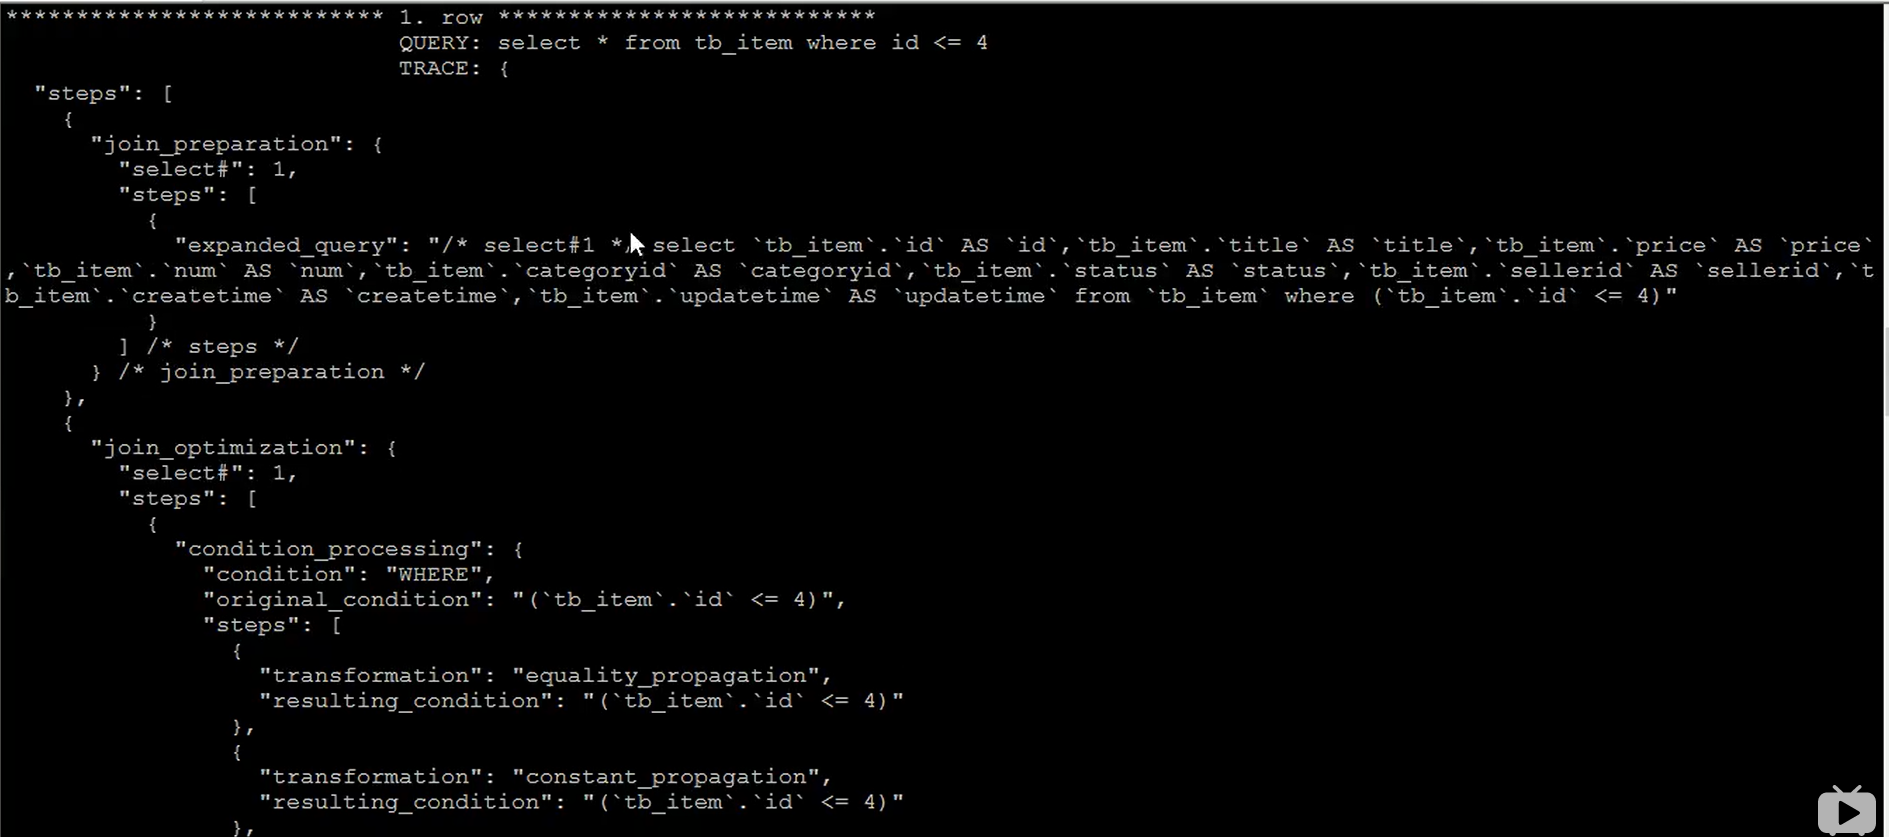 *************************** 1. row ***************************
QUERY: select * from tb_item where id <= 4
TRACE: {
"steps": [
{
"join_preparation": {
"select#": 1,
"steps": [
{
"expanded_query": "/* select#1 */ select `tb_item`.`id` AS `id`,`tb_item`.`title` AS `title`,`tb_item`.`price` AS `price`
,`tb_item`.`num` AS `num`,`tb_item`.`categoryid` AS `categoryid`,`tb_item`.`status` AS `status`,`tb_item`.`sellerid` AS `sellerid`,`t
b_item`.`createtime` AS `createtime`,`tb_item`.`updatetime` AS `updatetime` from `tb_item` where (`tb_item`.`id` <= 4)"
}
] /* steps */
} /* join_preparation */
},
{
"join_optimization": {
"select#": 1,
"steps": [
{
"condition_processing": {
"condition": "WHERE",
"original_condition": "(`tb_item`.`id` <= 4)",
"steps": [
{
"transformation": "equality_propagation",
"resulting_condition": "(`tb_item`.`id` <= 4)"
},
{
"transformation": "constant_propagation",
"resulting_condition": "(`tb_item`.`id` <= 4)"
},